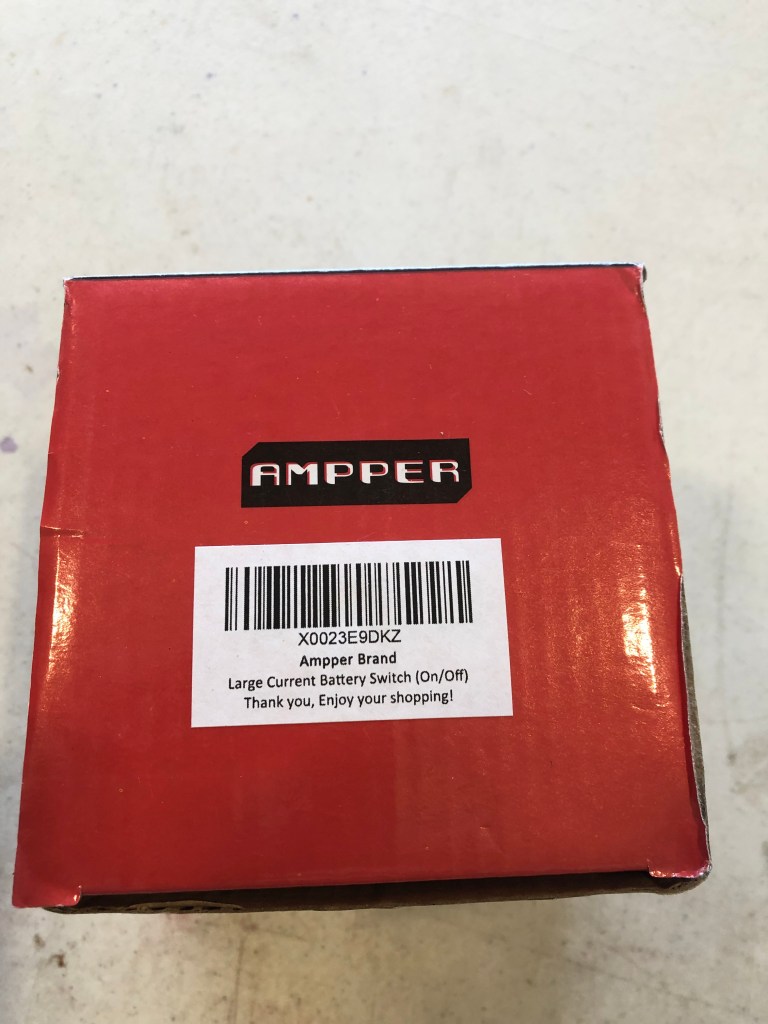 AMPPER
X0023E9DKZ
Ampper Brand
Large Current Battery Switch (On/Off)
Thank you, Enjoy your shopping!